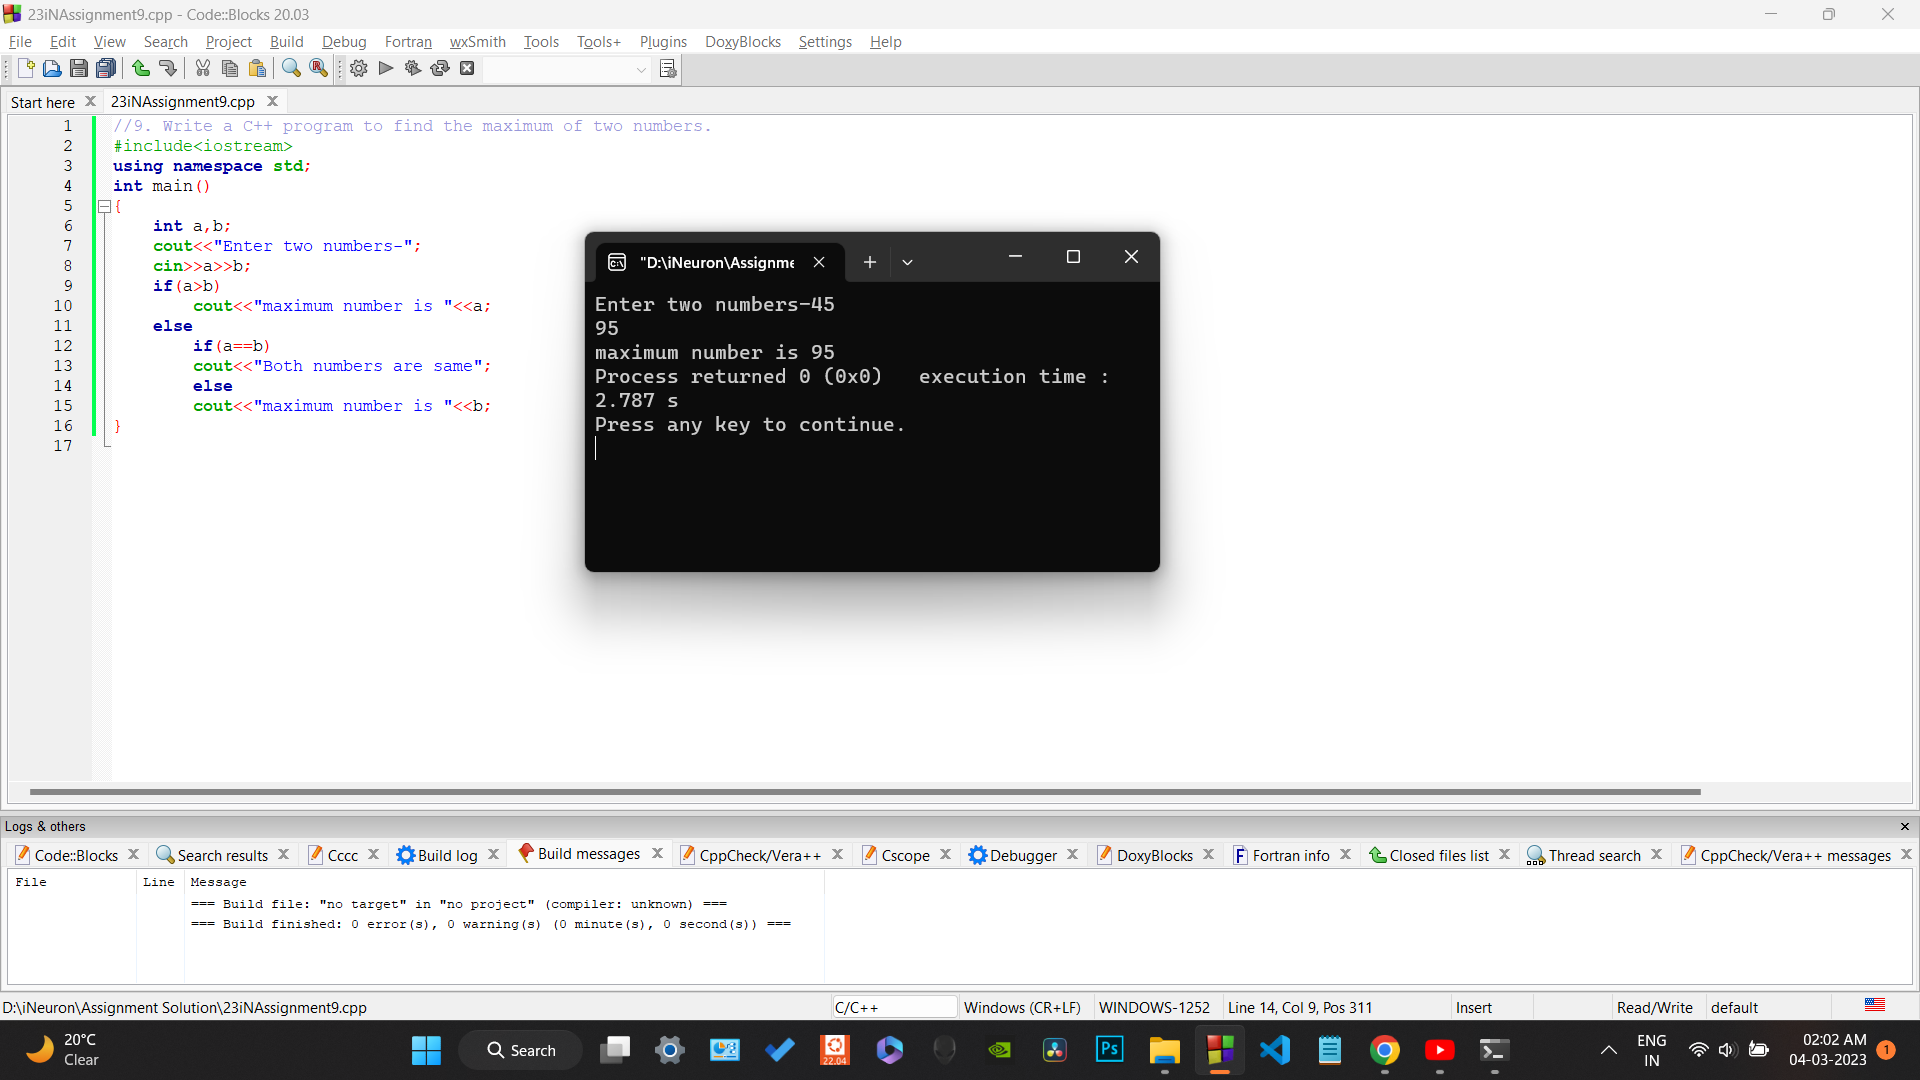 23iNAssignment9.cpp - Code::Blocks 20.03
File Edit View Search Project Build Debug Fortran wxSmith Tools Tools+ Plugins DoxyBlocks Settings Help
Start here 23iNAssignment9.cpp
1 //9. Write a C++ program to find the maximum of two numbers.
2 #include<iostream>
3 using namespace std;
4 int main()
5 {
6 int a,b;
7 cout<<"Enter two numbers-";
8 cin>>a>>b;
9 if(a>b)
10 cout<<"maximum number is "<<a;
11 else
12 if(a==b)
13 cout<<"Both numbers are same";
14 else
15 cout<<"maximum number is "<<b;
16 }
17
"D:\iNeuron\Assignme
Enter two numbers-45
95
maximum number is 95
Process returned 0 (0x0) execution time :
2.787 s
Press any key to continue.
Logs & others
Code::Blocks Search results Cccc Build log Build messages CppCheck/Vera++ Cscope Debugger DoxyBlocks Fortran info Closed files list Thread search CppCheck/Vera++ messages
File Line Message
=== Build file: "no target" in "no project" (compiler: unknown) ===
=== Build finished: 0 error(s), 0 warning(s) (0 minute(s), 0 second(s)) ===
D:\iNeuron\Assignment Solution\23iNAssignment9.cpp C/C++ Windows (CR+LF) WINDOWS-1252 Line 14, Col 9, Pos 311 Insert Read/Write default
20°C
Clear
Search
22.04
Ps
ENG
IN
02:02 AM
04-03-2023
1